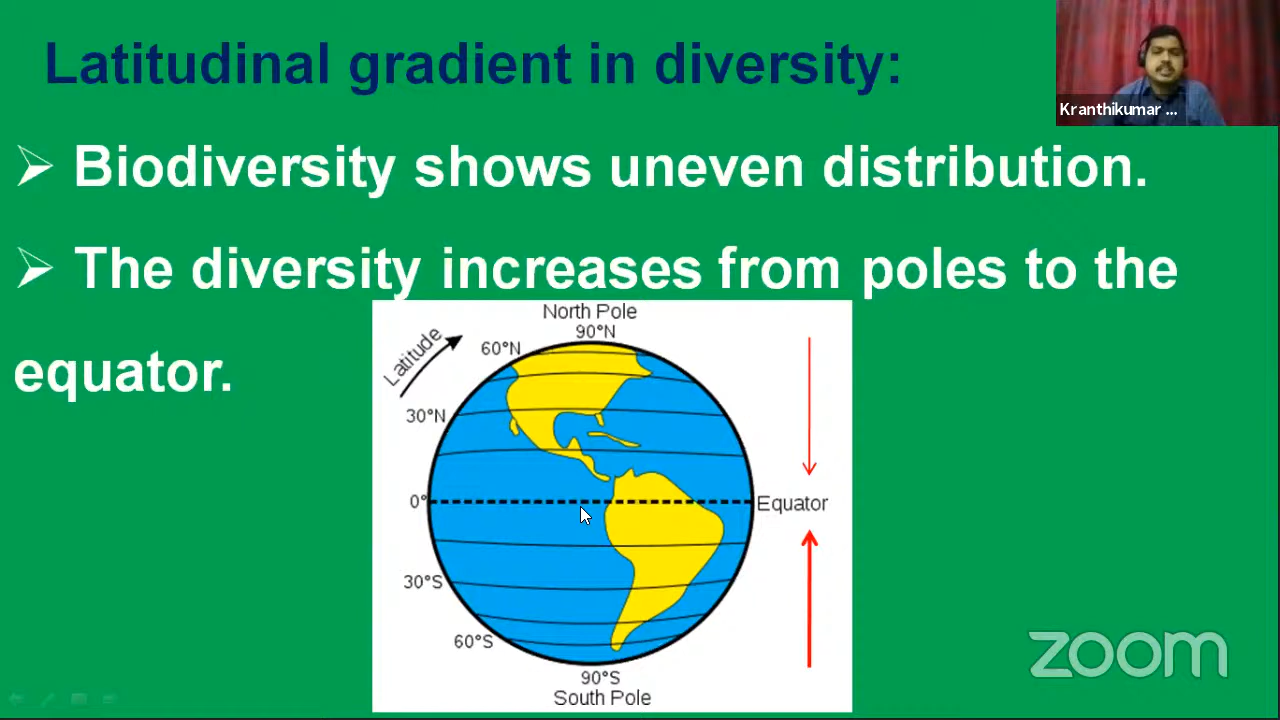 Latitudinal gradient in diversity:
Kranthikumar ...
➢ Biodiversity shows uneven distribution.
➢ The diversity increases from poles to the
equator.
North Pole
90°N
Latitude
60°N
30°N
0°
Equator
30°S
60°S
90°S
South Pole
zoom